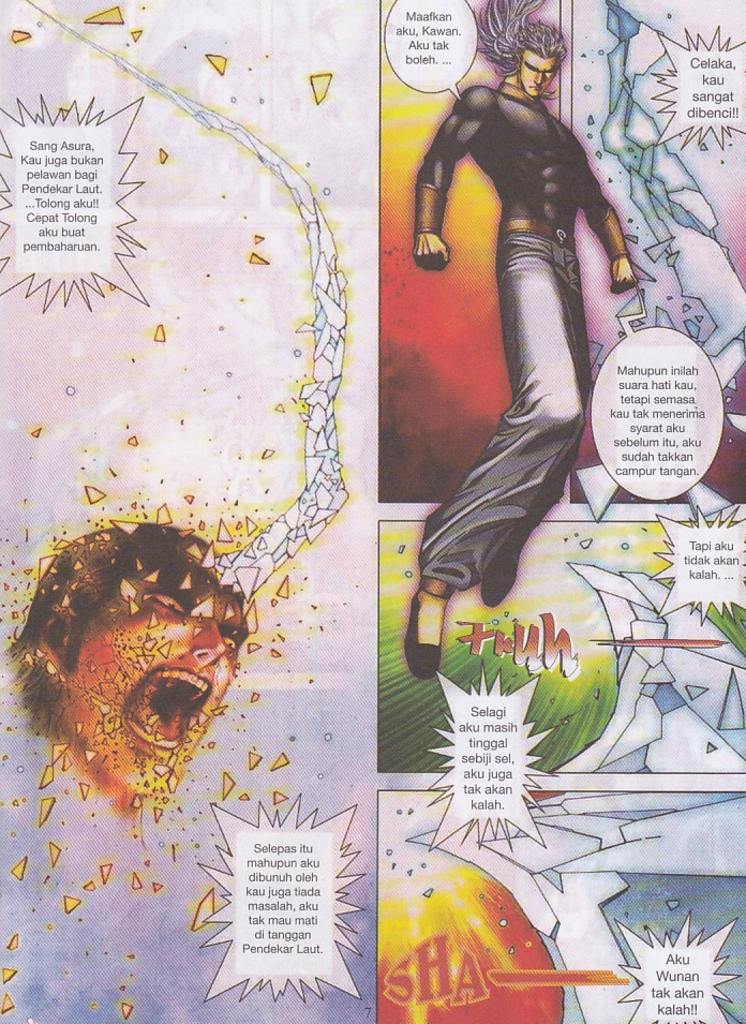 Sang Asura,
Kau juga bukan
pelawan bagi
Pendekar Laut.
...Tolong aku!!
Cepat Tolong
aku buat
pembaharuan.
Selepas itu
mahupun aku
dibunuh oleh
kau juga tiada
masalah, aku
tak mau mati
di tanggan
Pendekar Laut.
Maafkan
aku, Kawan.
Aku tak
boleh. ...
Celaka,
kau
sangat
dibenci!!
Mahupun inilah
suara hati kau,
tetapi semasa
kau tak menerima
syarat aku
sebelum itu, aku
sudah takkan
campur tangan.
Tapi aku
tidak akan
kalah. ...
Fruh
Selagi
aku masih
tinggal
sebiji sel,
aku juga
tak akan
kalah.
SHA
Aku
Wunan
tak akan
kalah!!
7